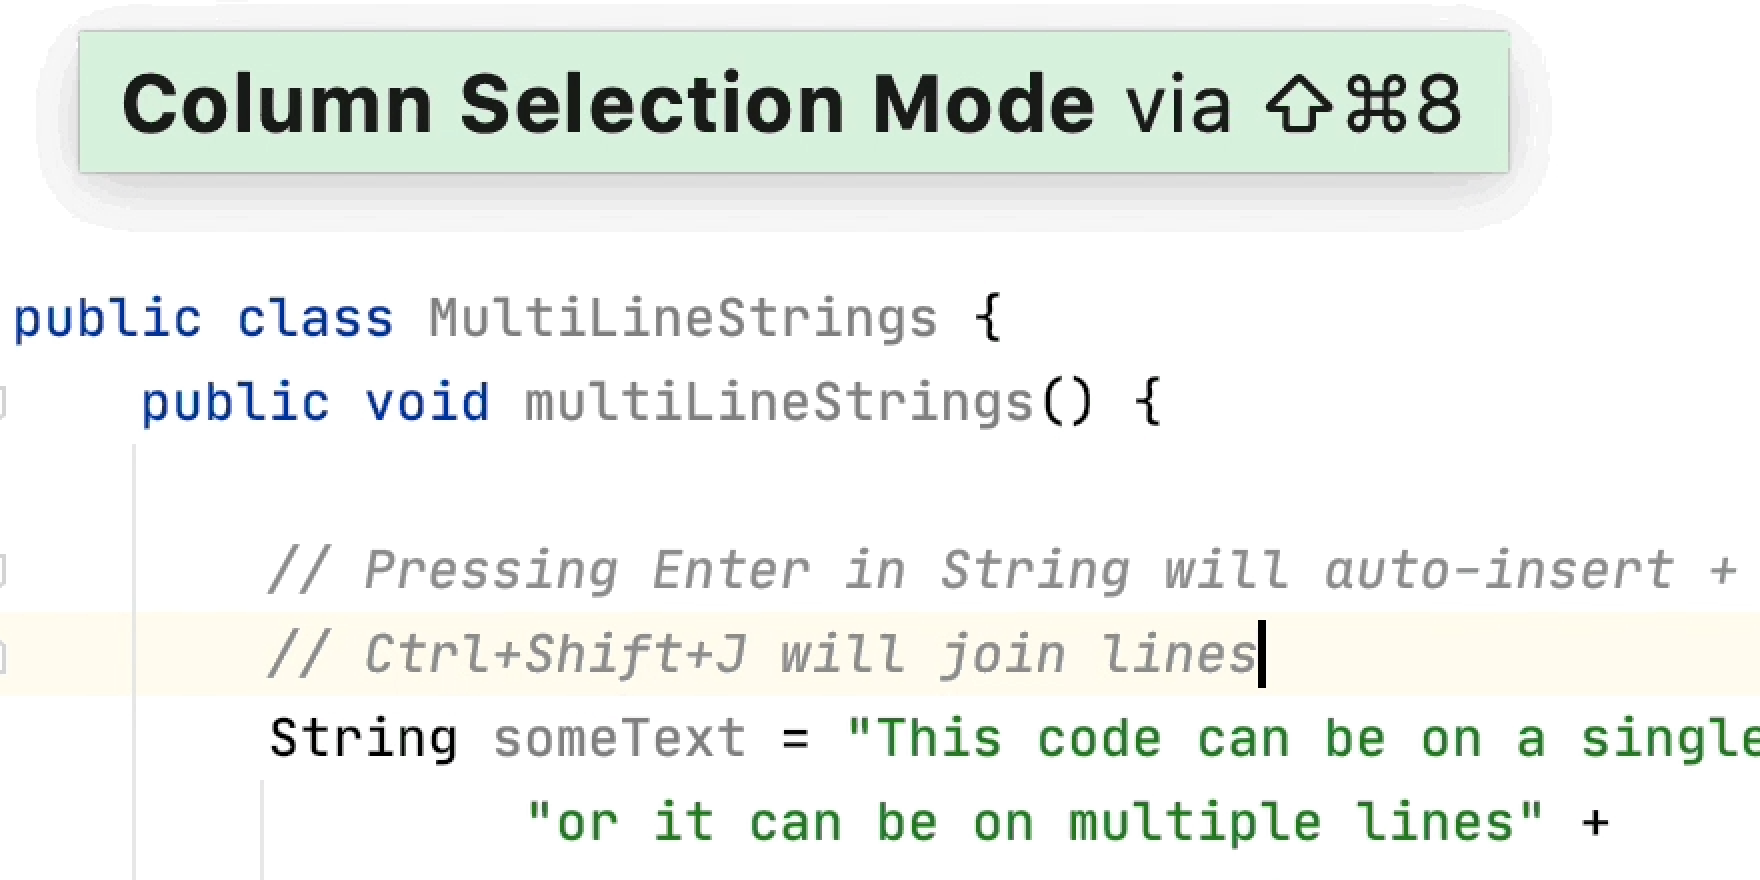 Column Selection Mode via ⇧⌘8
public class MultiLineStrings {
public void multiLineStrings() {
// Pressing Enter in String will auto-insert +
// Ctrl+Shift+J will join lines
String someText = "This code can be on a single
"or it can be on multiple lines" +